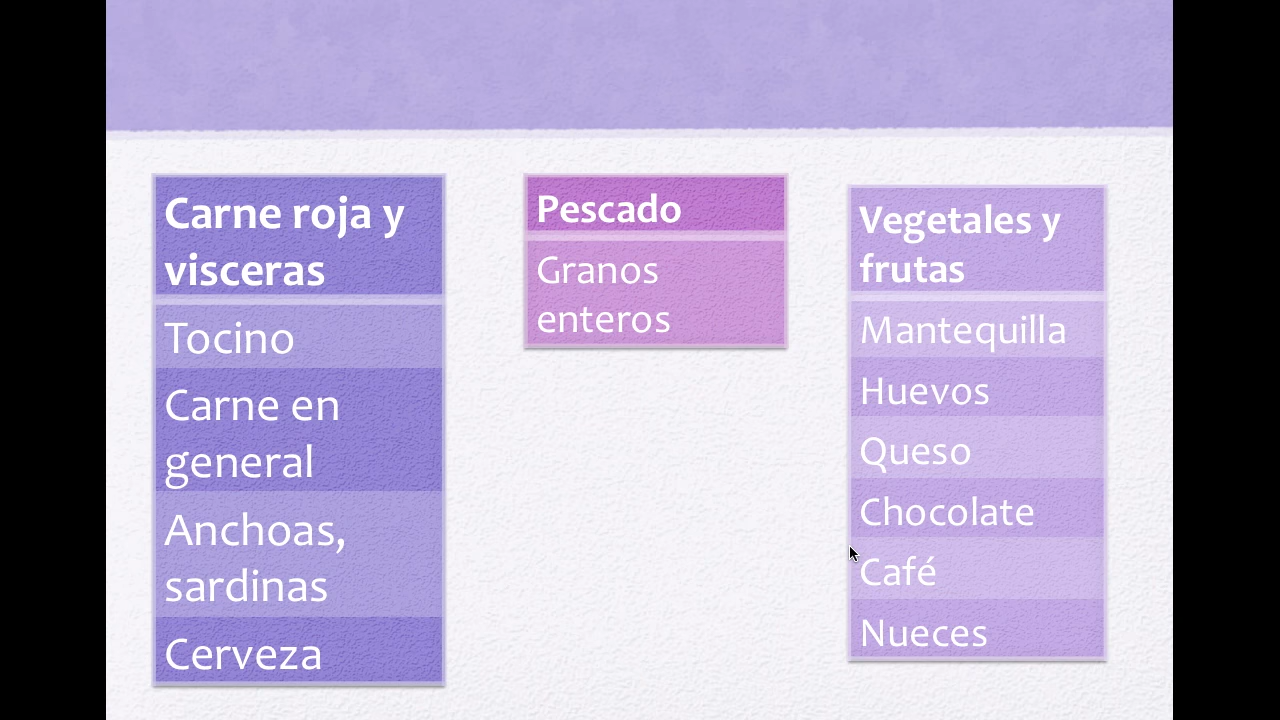 Carne roja y
visceras
Tocino
Carne en
general
Anchoas,
sardinas
Cerveza
Pescado
Granos
enteros
Vegetales y
frutas
Mantequilla
Huevos
Queso
Chocolate
Café
Nueces